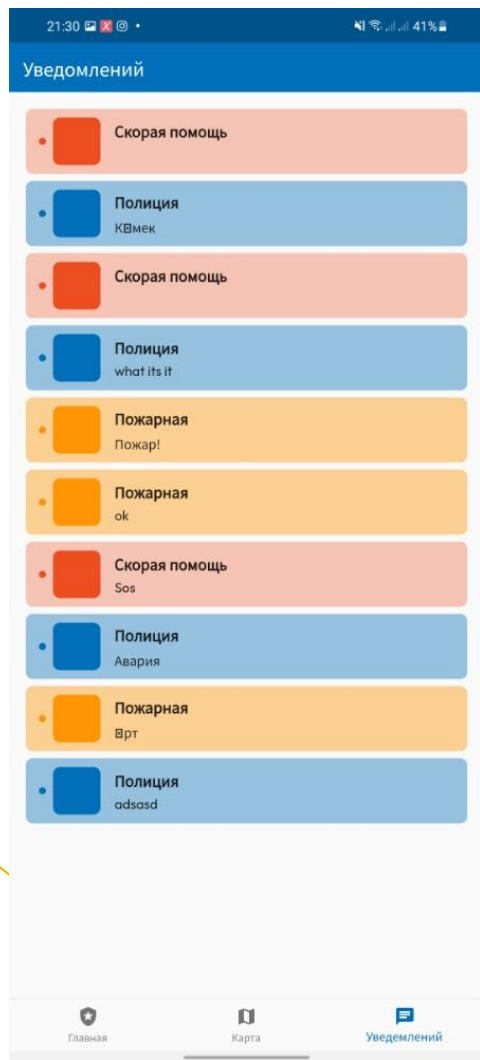 21:30
41%
Уведомлений
Скорая помощь
Полиция
Скорая помощь
Полиция
what its it
Пожарная
Пожар!
Пожарная
ok
Скорая помощь
Sos
Полиция
Авария
Пожарная
Полиция
adsasd
Главная
Карта
Уведомлений